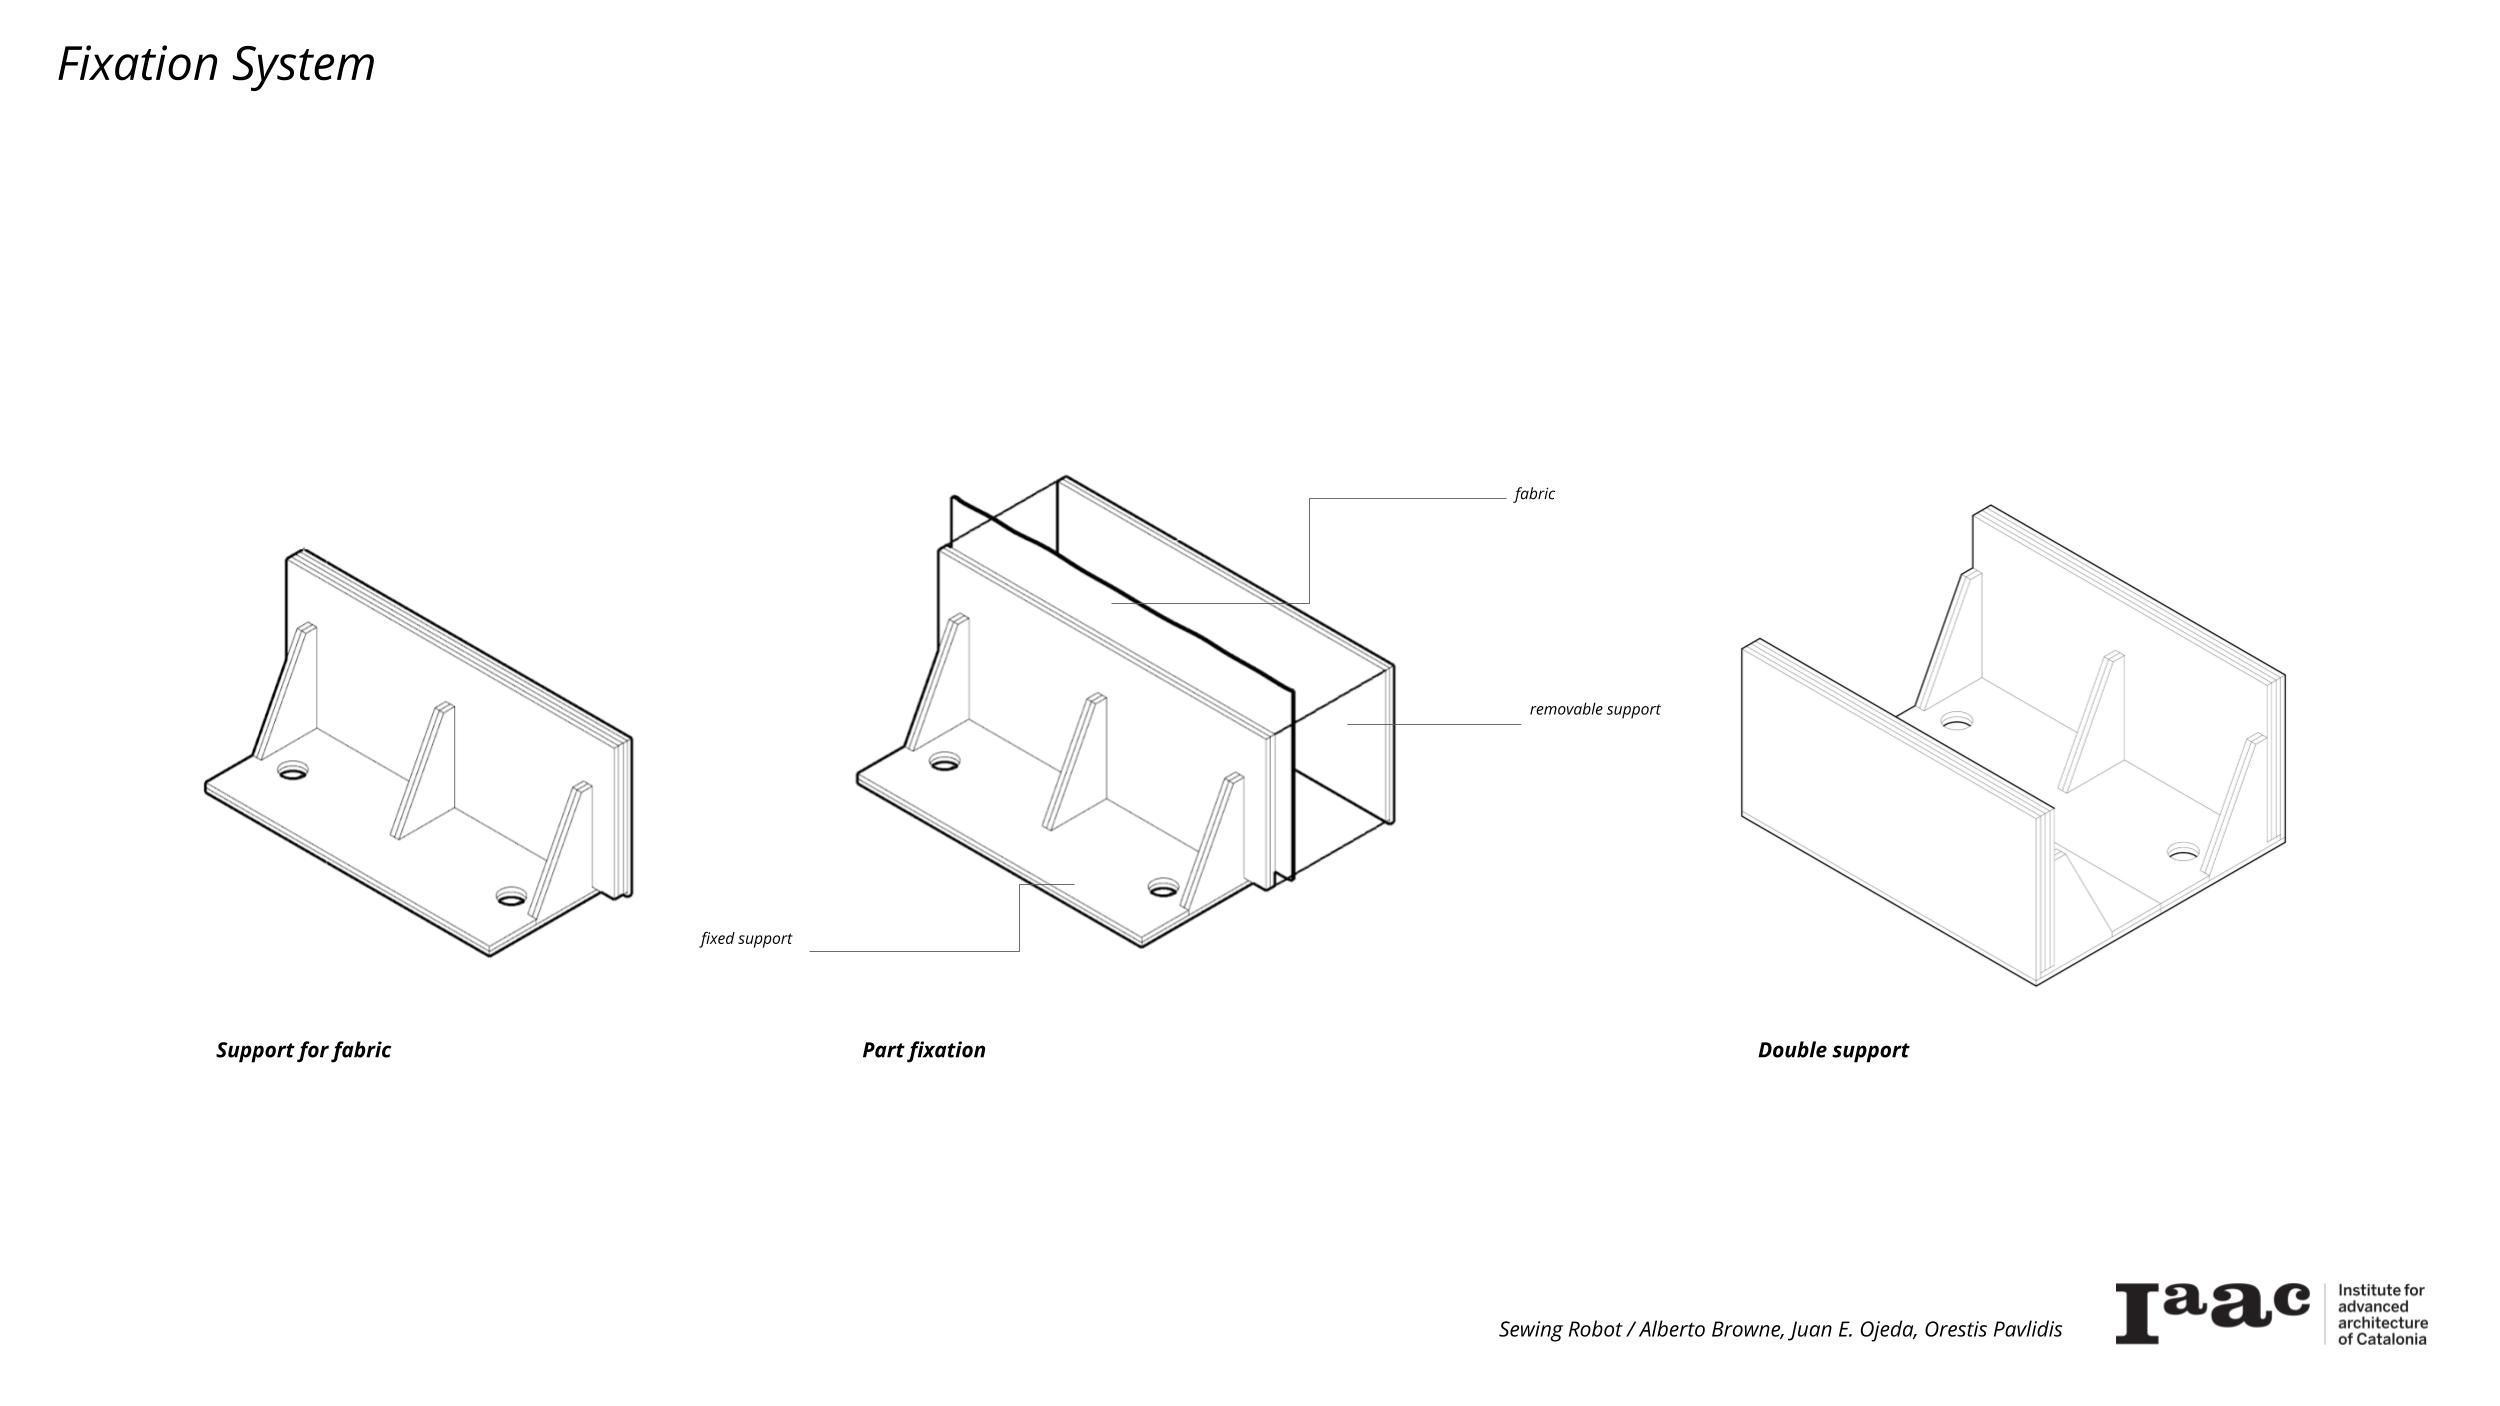 Fixation System
fabric
removable support
fixed support
Support for fabric
Part fixation
Double support
Sewing Robot / Alberto Browne, Juan E. Ojeda, Orestis Pavlidis
Iaac
Institute for
advanced
architecture
of Catalonia